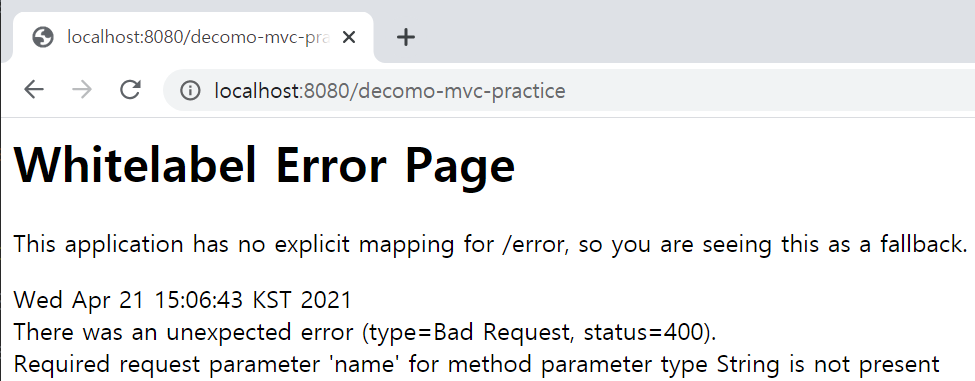 localhost:8080/decomo-mvc-pra
localhost:8080/decomo-mvc-practice
Whitelabel Error Page
This application has no explicit mapping for /error, so you are seeing this as a fallback.
Wed Apr 21 15:06:43 KST 2021
There was an unexpected error (type=Bad Request, status=400).
Required request parameter 'name' for method parameter type String is not present